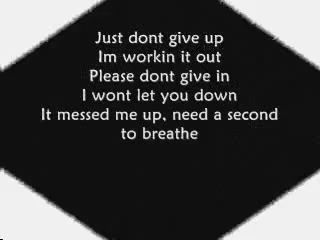 Just dont give up
Im workin it out
Please dont give in
I wont let you down
It messed me up, need a second
to breathe